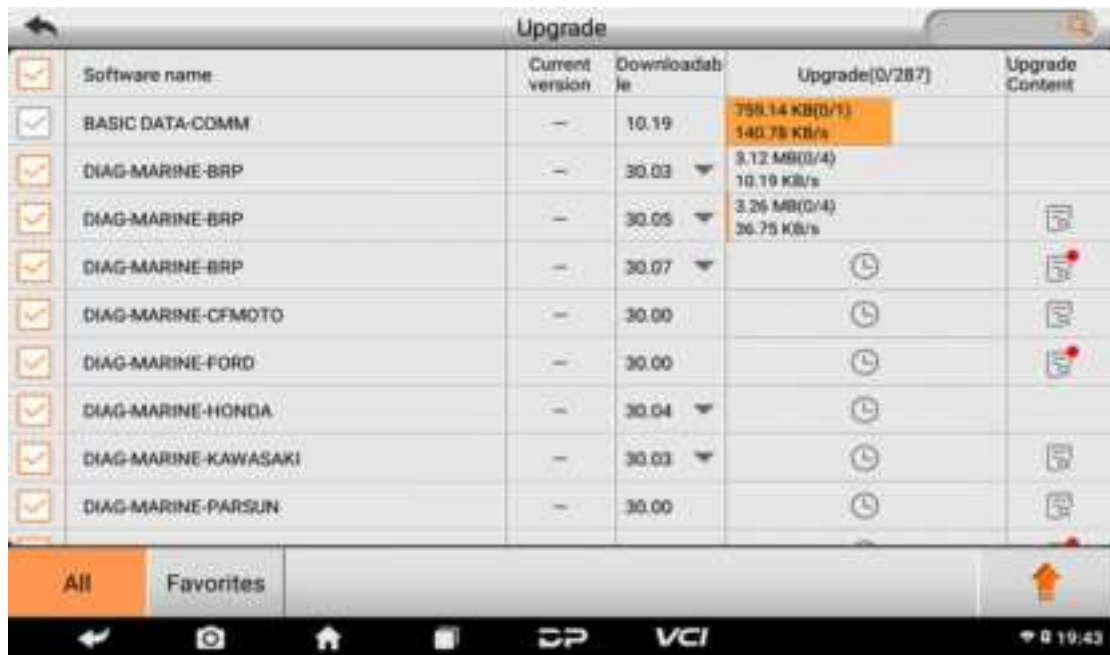 Upgrade
Software name
Current version
Downloadable
Upgrade(0/287)
Upgrade Content
BASIC DATA-COMM
—
10.19
759.14 KB(0/1)
140.78 KB/s
DIAG-MARINE-BRP
—
30.03
3.12 MB(0/4)
10.19 KB/s
DIAG-MARINE-BRP
—
30.05
3.26 MB(0/4)
36.75 KB/s
DIAG-MARINE-BRP
—
30.07
DIAG-MARINE-CFMOTO
—
30.00
DIAG-MARINE-FORD
—
30.00
DIAG-MARINE-HONDA
—
30.04
DIAG-MARINE-KAWASAKI
—
30.03
DIAG-MARINE-PARSUN
—
30.00
All
Favorites
DP
VCI
19:43